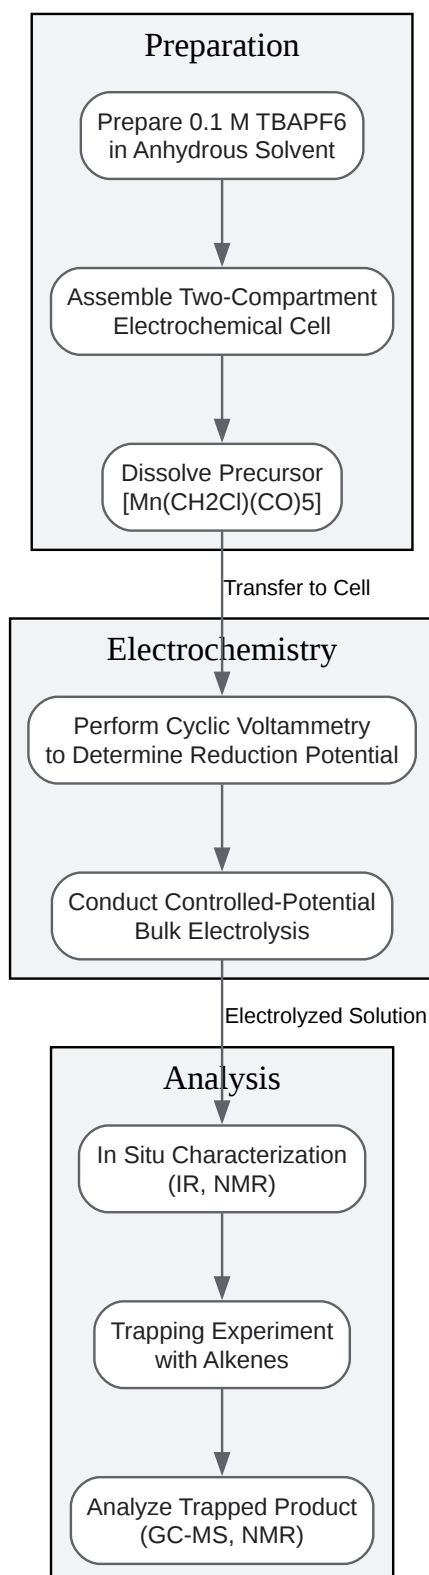 Preparation
Prepare 0.1 M TBAPF6
in Anhydrous Solvent
Assemble Two-Compartment
Electrochemical Cell
Dissolve Precursor
[Mn(CH2Cl)(CO)5]
Transfer to Cell
Electrochemistry
Perform Cyclic Voltammetry
to Determine Reduction Potential
Conduct Controlled-Potential
Bulk Electrolysis
Electrolyzed Solution
Analysis
In Situ Characterization
(IR, NMR)
Trapping Experiment
with Alkenes
Analyze Trapped Product
(GC-MS, NMR)